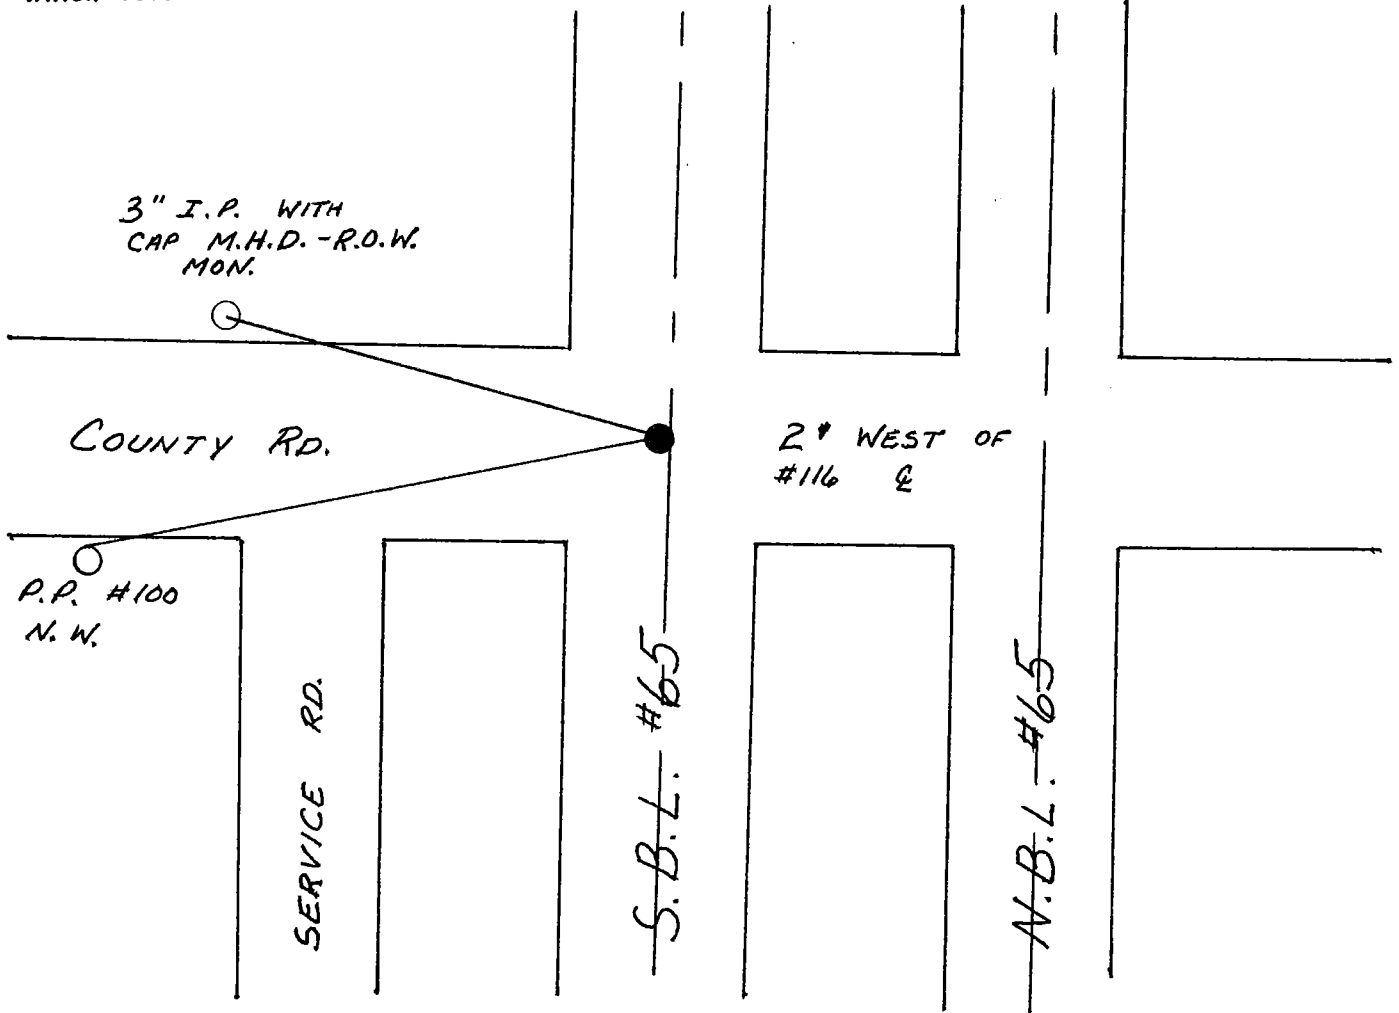 3" I.P. WITH
CAP M.H.D. - R.O.W.
MON.
COUNTY RD.
2' WEST OF
#116 ℄
P.P. #100
N.W.
SERVICE RD.
S.B.L. #65
N.B.L. #65